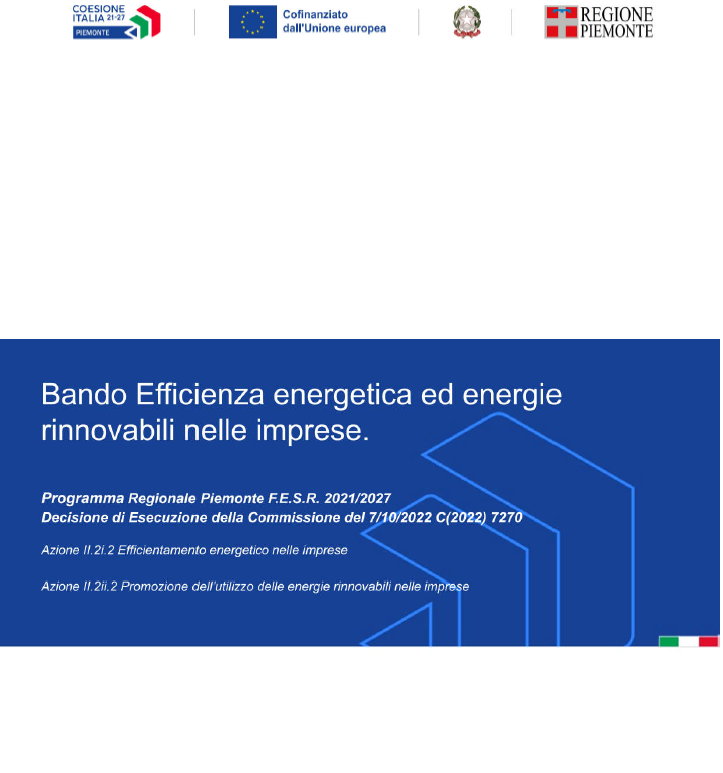 COESIONE
ITALIA 21-27
PIEMONTE
Cofinanziato
dall'Unione europea
REGIONE
PIEMONTE
Bando Efficienza energetica ed energie
rinnovabili nelle imprese.
Programma Regionale Piemonte F.E.S.R. 2021/2027
Decisione di Esecuzione della Commissione del 7/10/2022 C(2022) 7270
Azione II.2i.2 Efficientamento energetico nelle imprese
Azione II.2ii.2 Promozione dell'utilizzo delle energie rinnovabili nelle imprese